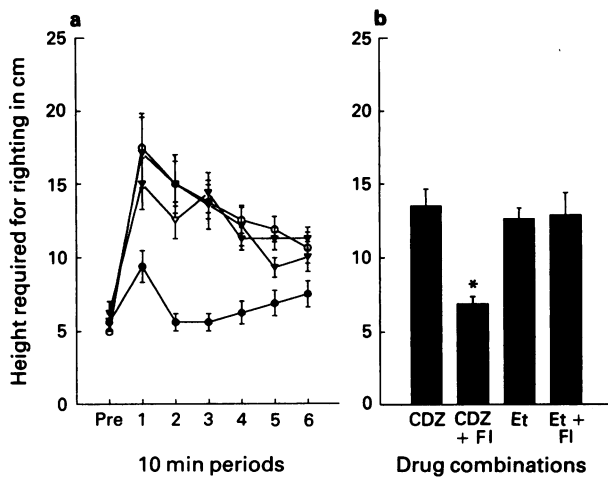 a
Height required for righting in cm
25
20
15
10
5
0
Pre 1 2 3 4 5 6
10 min periods
b
25
20
15
10
5
0
*
CDZ CDZ + Fl Et Et + Fl
Drug combinations